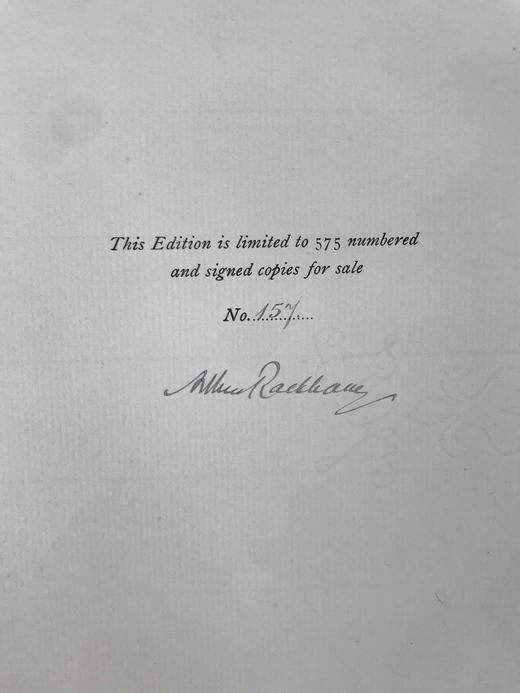 This Edition is limited to 575 numbered
and signed copies for sale
No. 157
Arthur Rackham